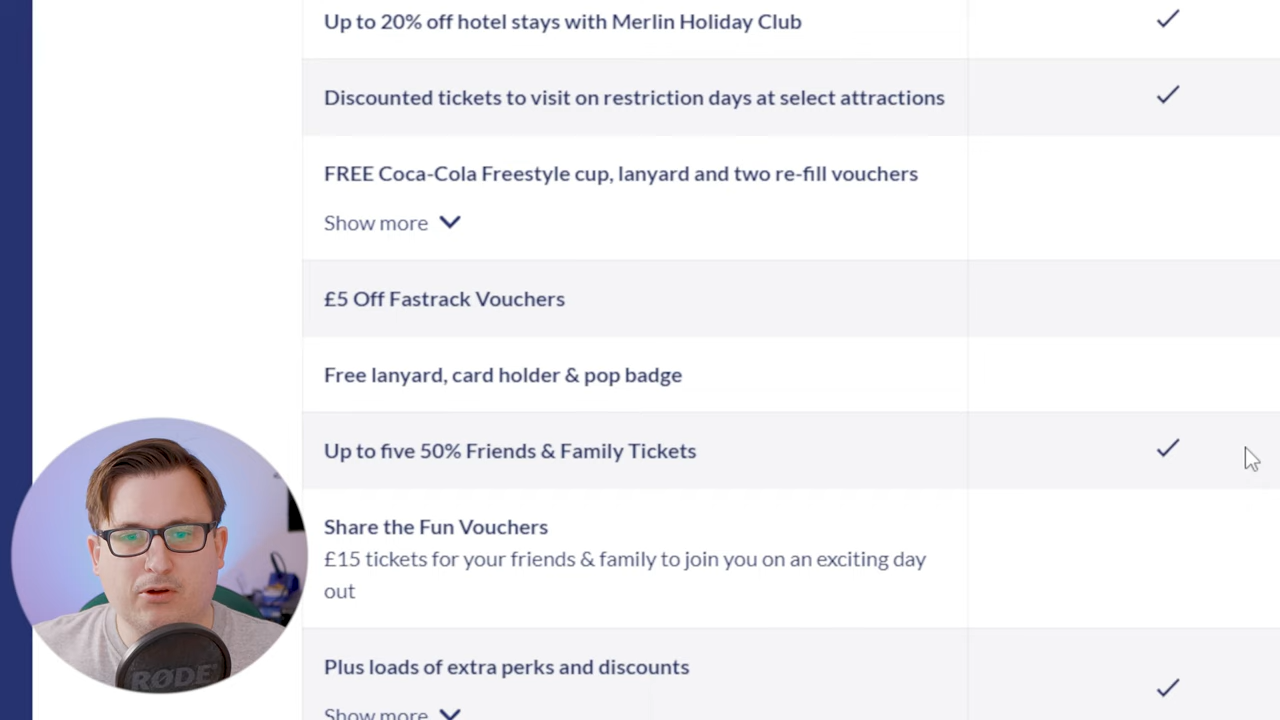 Up to 20% off hotel stays with Merlin Holiday Club
Discounted tickets to visit on restriction days at select attractions
FREE Coca-Cola Freestyle cup, lanyard and two re-fill vouchers
Show more
£5 Off Fastrack Vouchers
Free lanyard, card holder & pop badge
Up to five 50% Friends & Family Tickets
Share the Fun Vouchers
£15 tickets for your friends & family to join you on an exciting day
out
Plus loads of extra perks and discounts
Show more
RØDE